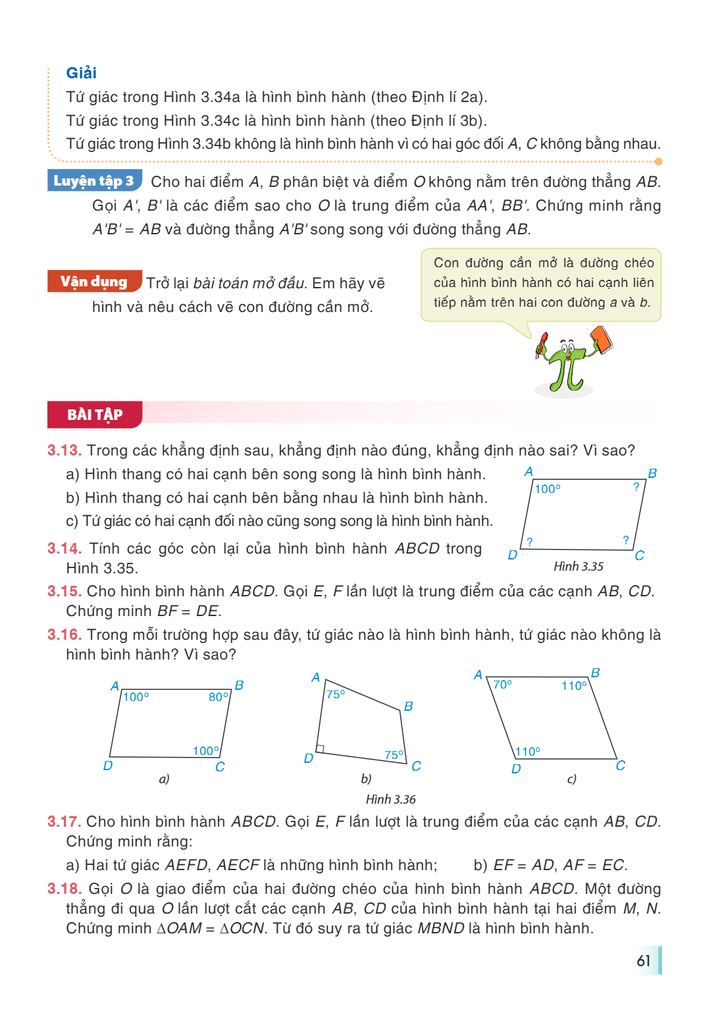 Giải
Tứ giác trong Hình 3.34a là hình bình hành (theo Định lí 2a).
Tứ giác trong Hình 3.34c là hình bình hành (theo Định lí 3b).
Tứ giác trong Hình 3.34b không là hình bình hành vì có hai góc đối A, C không bằng nhau.
Luyện tập 3 Cho hai điểm A, B phân biệt và điểm O không nằm trên đường thẳng AB.
Gọi A', B' là các điểm sao cho O là trung điểm của AA', BB'. Chứng minh rằng
A'B' = AB và đường thẳng A'B' song song với đường thẳng AB.
Vận dụng Trở lại bài toán mở đầu. Em hãy vẽ
hình và nêu cách vẽ con đường cần mở.
Con đường cần mở là đường chéo
của hình bình hành có hai cạnh liên
tiếp nằm trên hai con đường a và b.
BÀI TẬP
3.13. Trong các khẳng định sau, khẳng định nào đúng, khẳng định nào sai? Vì sao?
a) Hình thang có hai cạnh bên song song là hình bình hành.
b) Hình thang có hai cạnh bên bằng nhau là hình bình hành.
c) Tứ giác có hai cạnh đối nào cũng song song là hình bình hành.
A B
100º ?
? ?
D C
Hình 3.35
3.14. Tính các góc còn lại của hình bình hành ABCD trong
Hình 3.35.
3.15. Cho hình bình hành ABCD. Gọi E, F lần lượt là trung điểm của các cạnh AB, CD.
Chứng minh BF = DE.
3.16. Trong mỗi trường hợp sau đây, tứ giác nào là hình bình hành, tứ giác nào không là
hình bình hành? Vì sao?
A B
100º 80º
100º
D C
a)
A
75º
B
75º
D C
b)
A B
70º 110º
110º
D C
c)
Hình 3.36
3.17. Cho hình bình hành ABCD. Gọi E, F lần lượt là trung điểm của các cạnh AB, CD.
Chứng minh rằng:
a) Hai tứ giác AEFD, AECF là những hình bình hành; b) EF = AD, AF = EC.
3.18. Gọi O là giao điểm của hai đường chéo của hình bình hành ABCD. Một đường
thẳng đi qua O lần lượt cắt các cạnh AB, CD của hình bình hành tại hai điểm M, N.
Chứng minh ∆OAM = ∆OCN. Từ đó suy ra tứ giác MBND là hình bình hành.
61